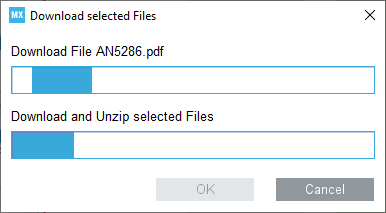 MX Download selected Files
Download File AN5286.pdf
Download and Unzip selected Files
OK Cancel